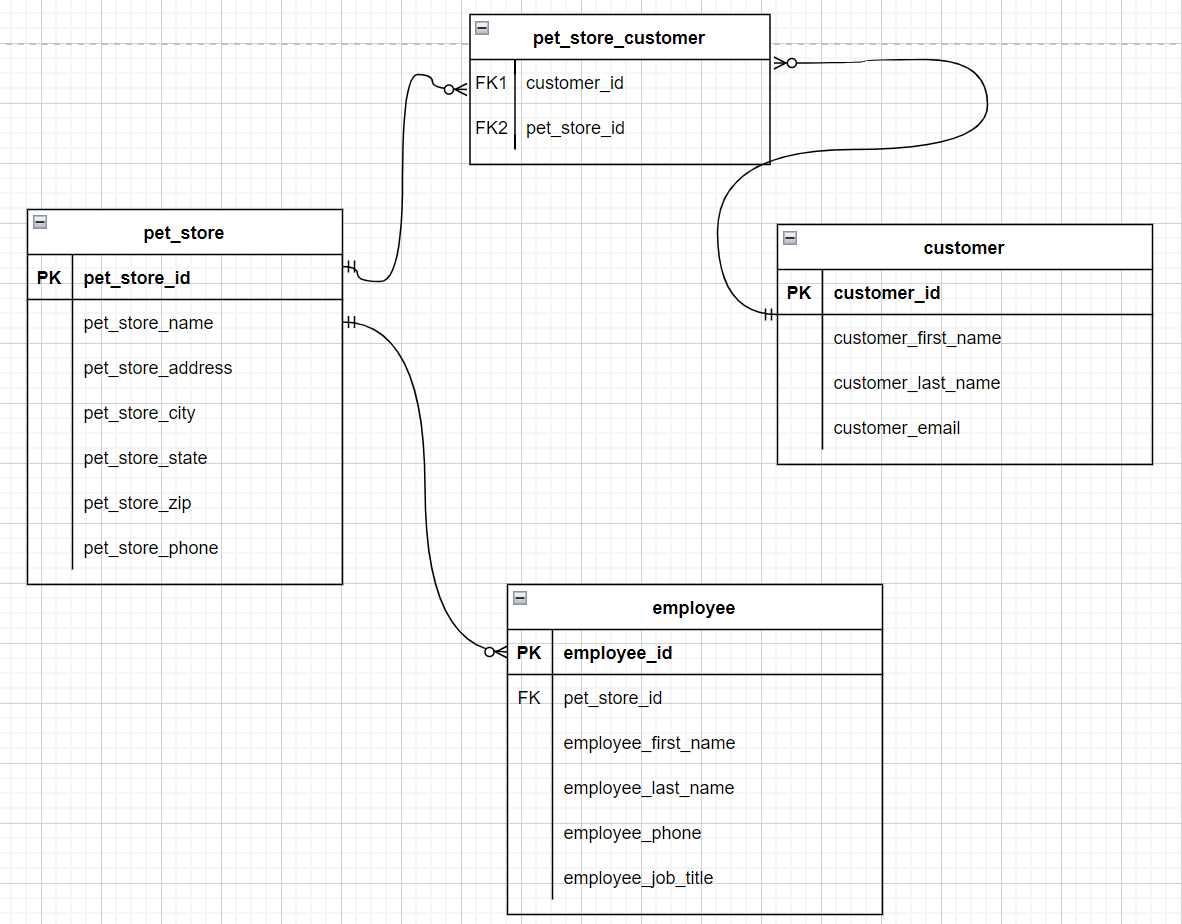 pet_store_customer
FK1 customer_id
FK2 pet_store_id
pet_store
PK pet_store_id
pet_store_name
pet_store_address
pet_store_city
pet_store_state
pet_store_zip
pet_store_phone
customer
PK customer_id
customer_first_name
customer_last_name
customer_email
employee
PK employee_id
FK pet_store_id
employee_first_name
employee_last_name
employee_phone
employee_job_title